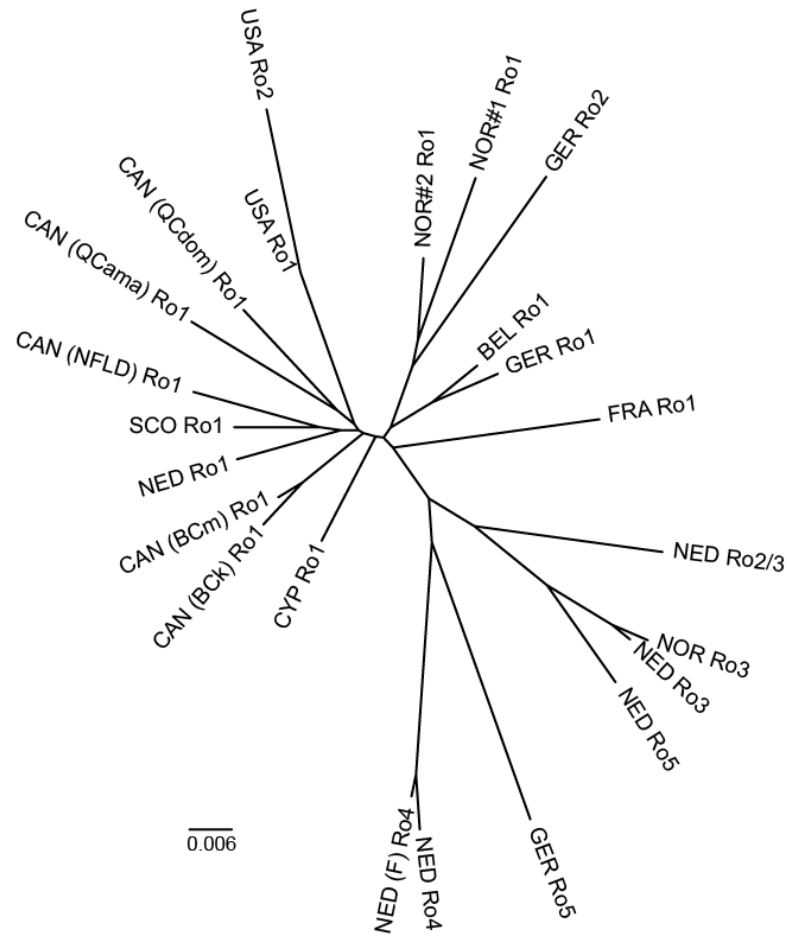 USA Ro2
NOR#1 Ro1
GER Ro2
NOR#2 Ro1
CAN (QCdom) Ro1
USA Ro1
CAN (QCama) Ro1
BEL Ro1
GER Ro1
CAN (NFLD) Ro1
FRA Ro1
SCO Ro1
NED Ro1
CAN (BCm) Ro1
CAN (BCk) Ro1
CYP Ro1
NED Ro2/3
NOR Ro3
NED Ro3
NED Ro5
NED (F) Ro4
NED Ro4
GER Ro5
0.006